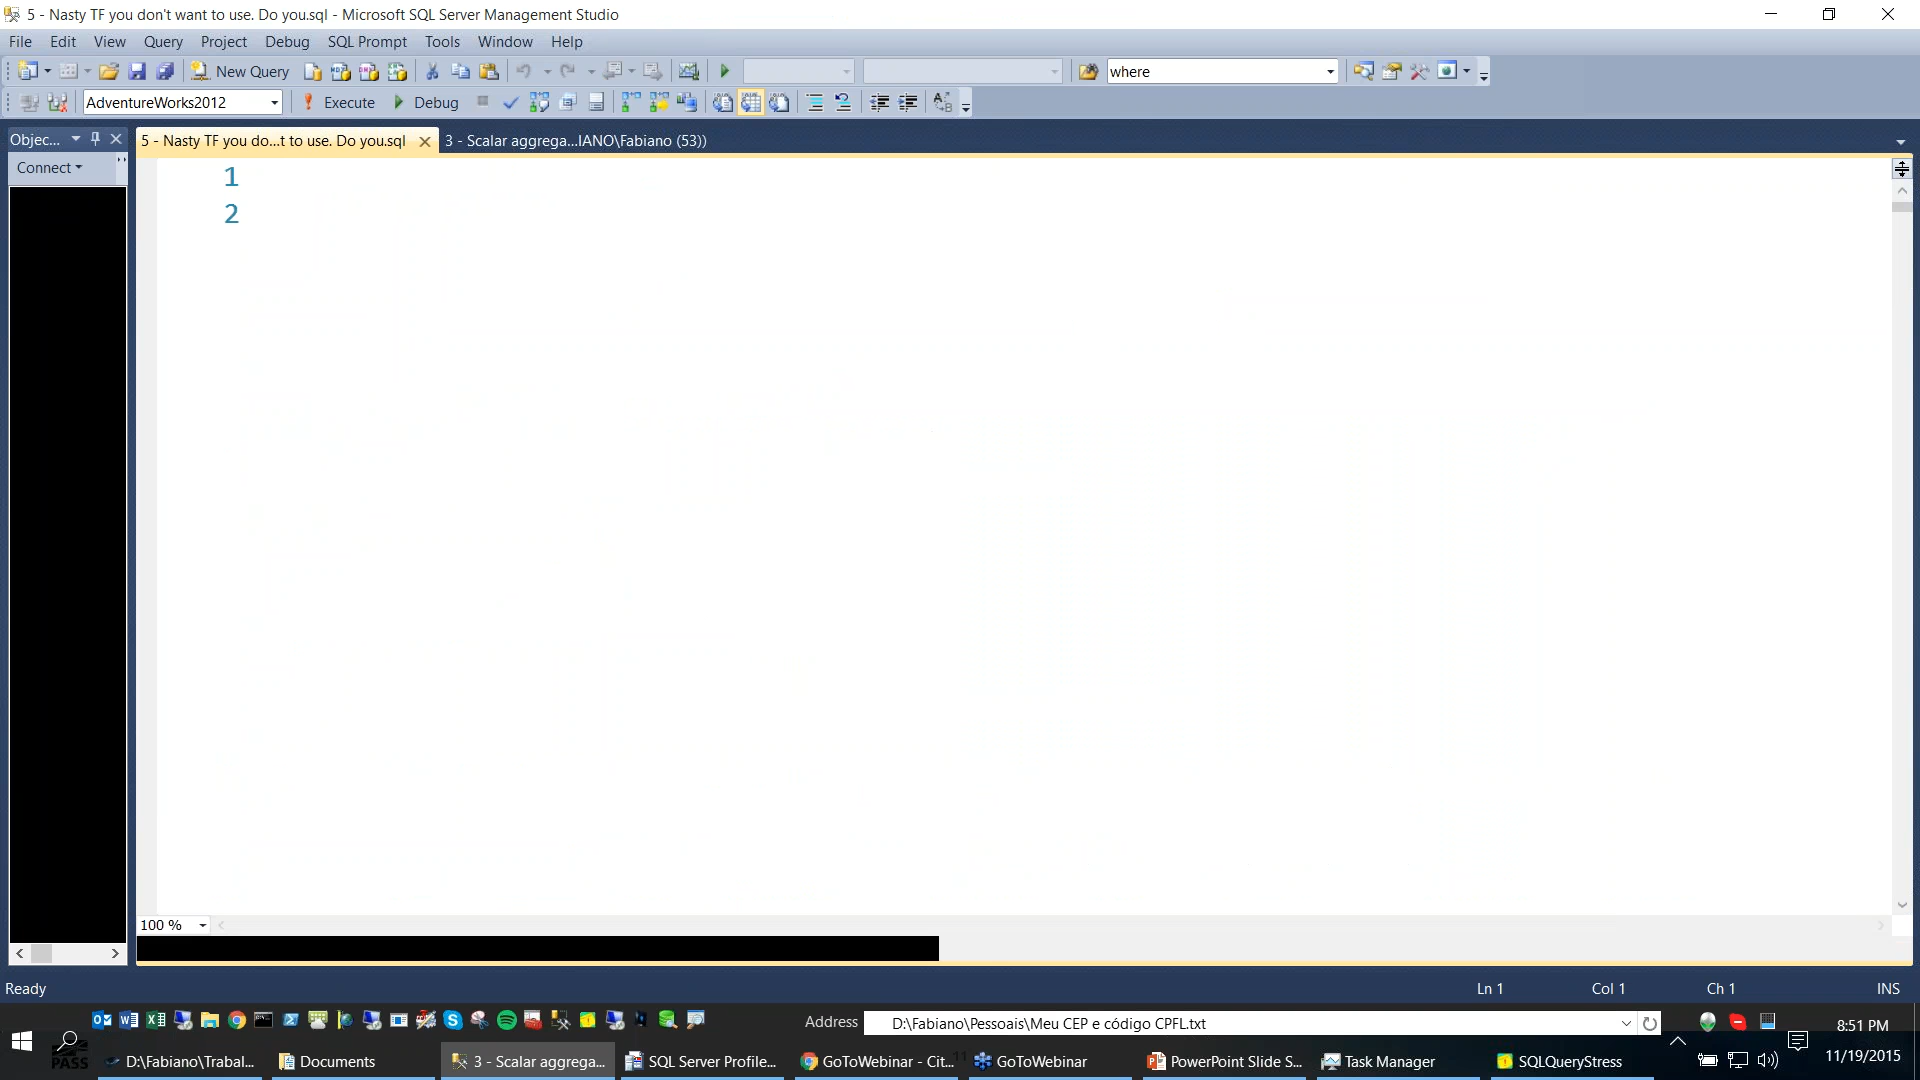 5 - Nasty TF you don't want to use. Do you.sql - Microsoft SQL Server Management Studio
File Edit View Query Project Debug SQL Prompt Tools Window Help
New Query where
AdventureWorks2012 Execute Debug
Objec... 5 - Nasty TF you do...t to use. Do you.sql 3 - Scalar aggrega...IANO\Fabiano (53))
Connect
1
2
100 %
Ready Ln 1 Col 1 Ch 1 INS
Address D:\Fabiano\Pessoais\Meu CEP e código CPFL.txt 8:51 PM
PASS D:\Fabiano\Trabal... Documents 3 - Scalar aggrega... SQL Server Profile... GoToWebinar - Cit... GoToWebinar PowerPoint Slide S... Task Manager SQLQueryStress 11/19/2015